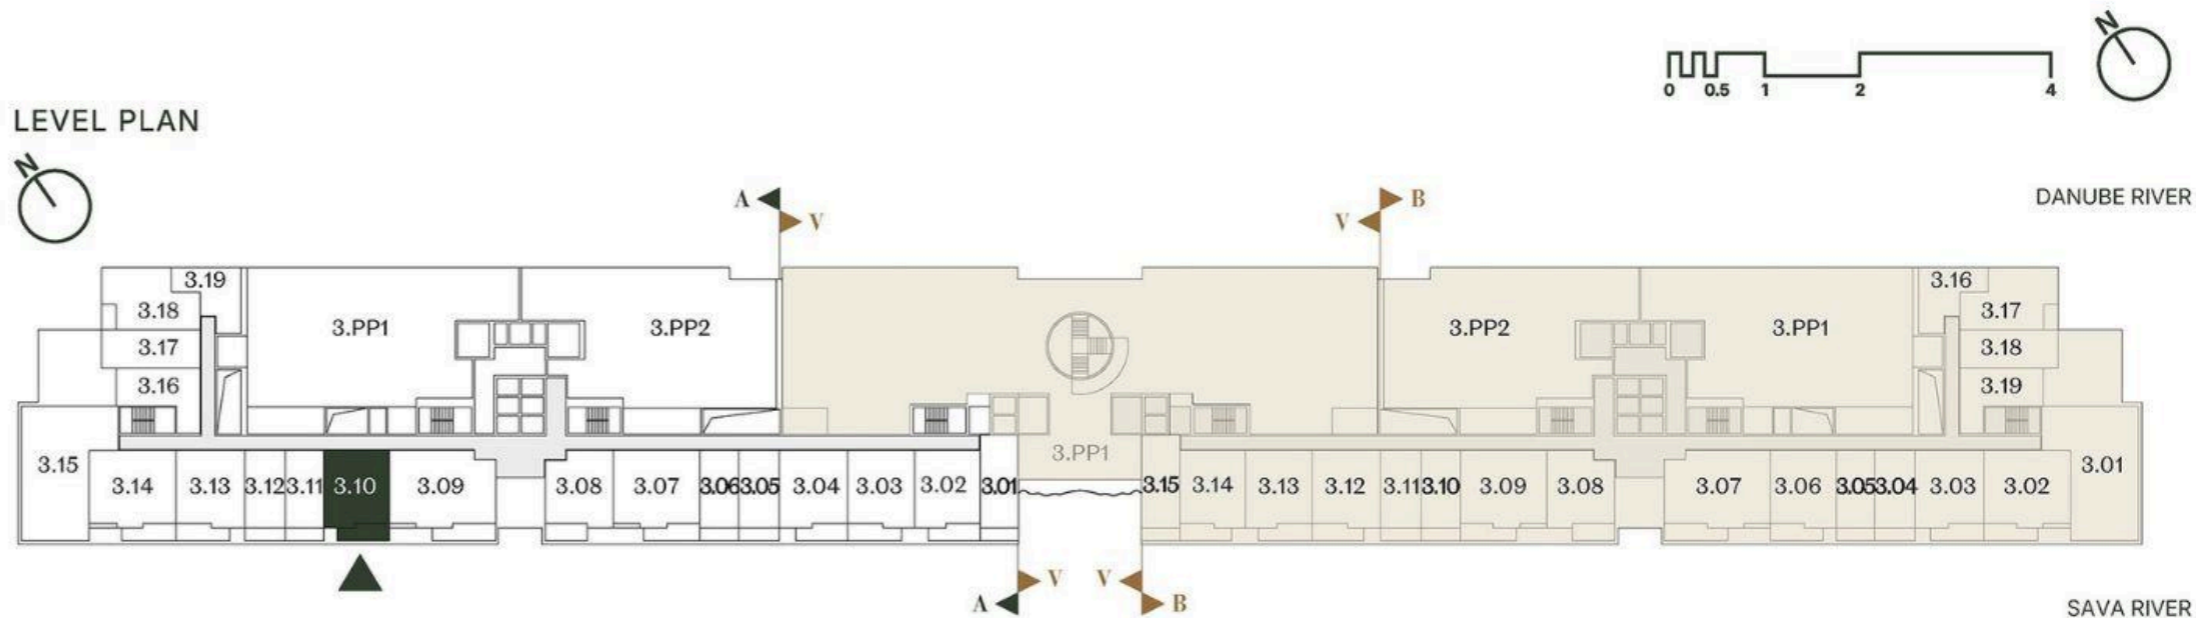 N
0 0.5 1 2 4
LEVEL PLAN
N
A V
V B
DANUBE RIVER
3.19
3.18
3.17
3.16
3.PP1
3.PP2
3.PP2
3.PP1
3.16
3.17
3.18
3.19
3.PP1
3.15 3.14 3.13 3.12 3.11 3.10 3.09 3.08 3.07 3.06 3.05 3.04 3.03 3.02 3.01
3.15 3.14 3.13 3.12 3.11 3.10 3.09 3.08 3.07 3.06 3.05 3.04 3.03 3.02 3.01
V V
A B
SAVA RIVER